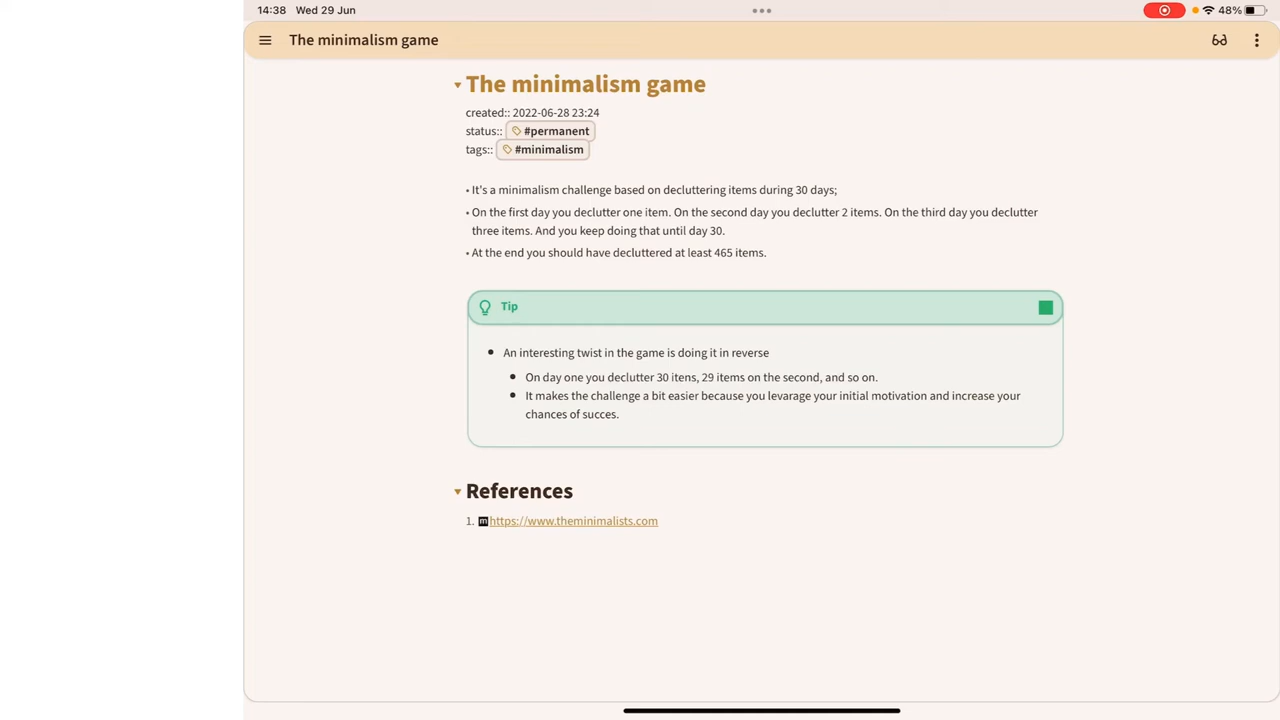 14:38 Wed 29 Jun
48%
The minimalism game
The minimalism game
created:: 2022-06-28 23:24
status:: #permanent
tags:: #minimalism
• It's a minimalism challenge based on decluttering items during 30 days;
• On the first day you declutter one item. On the second day you declutter 2 items. On the third day you declutter
three items. And you keep doing that until day 30.
• At the end you should have decluttered at least 465 items.
Tip
• An interesting twist in the game is doing it in reverse
• On day one you declutter 30 itens, 29 items on the second, and so on.
• It makes the challenge a bit easier because you levarage your initial motivation and increase your
chances of succes.
References
1. m https://www.theminimalists.com